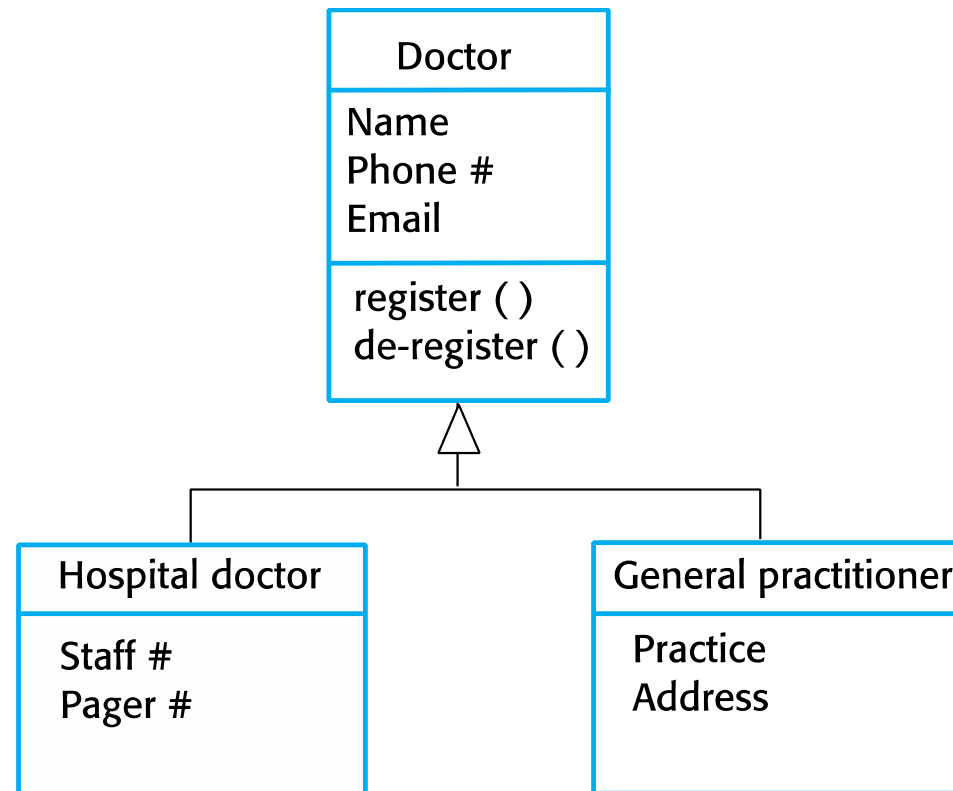 Doctor
Name
Phone #
Email
register ( )
de-register ( )
Hospital doctor
Staff #
Pager #
General practitioner
Practice
Address